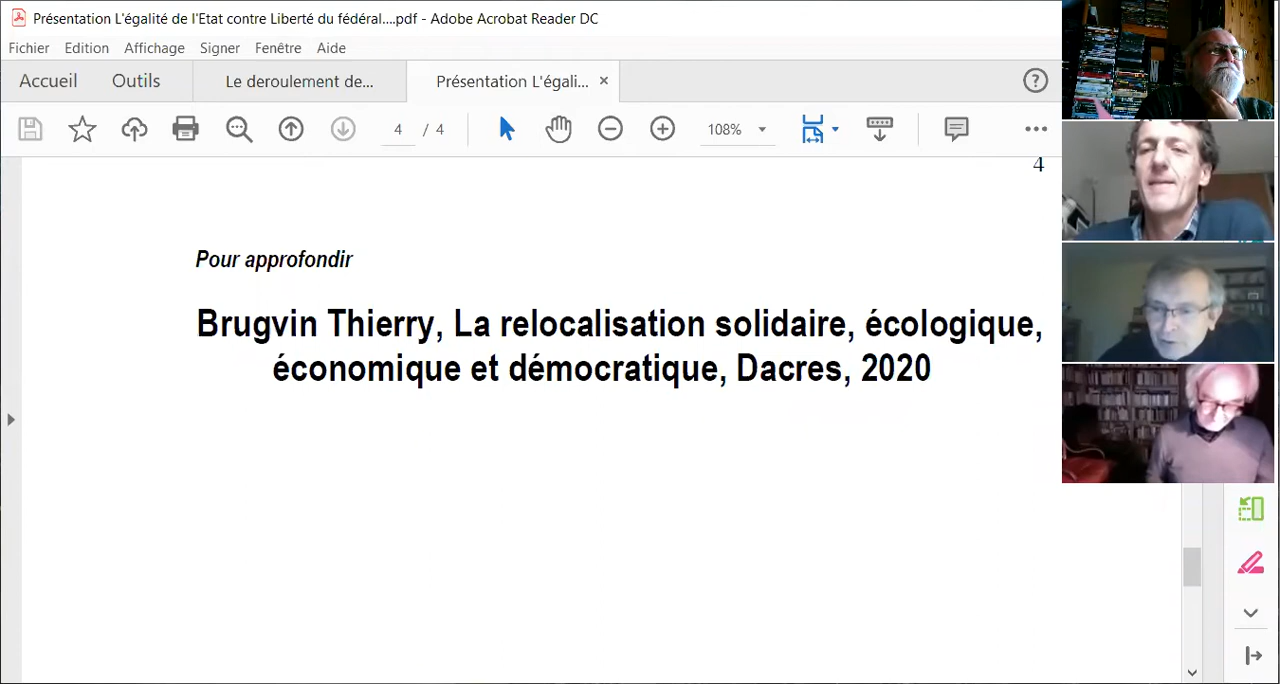 Présentation L'égalité de l'Etat contre Liberté du fédéral....pdf - Adobe Acrobat Reader DC
Fichier Edition Affichage Signer Fenêtre Aide
Accueil Outils Le deroulement de... Présentation L'égali... ×
4 / 4 108%
4
Pour approfondir
Brugvin Thierry, La relocalisation solidaire, écologique,
économique et démocratique, Dacres, 2020